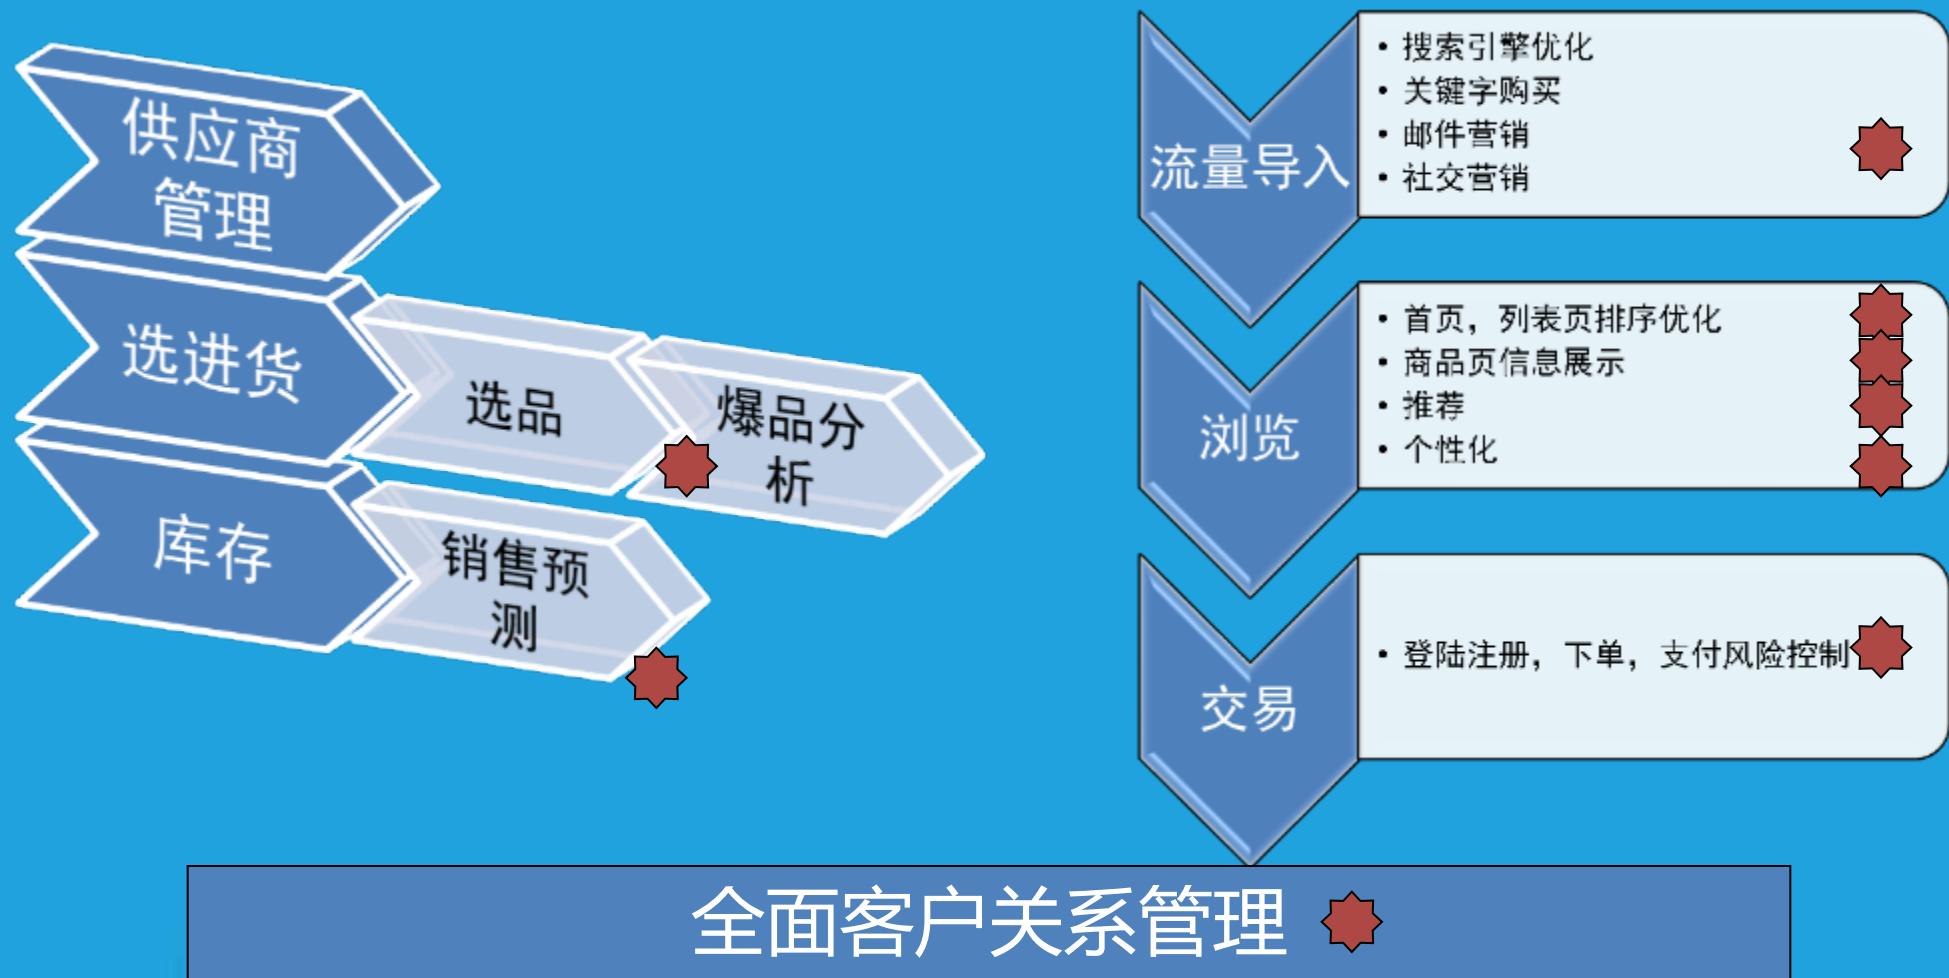 供应商
管理
选进货
选品
爆品分
析
库存
销售预
测
流量导入
• 搜索引擎优化
• 关键字购买
• 邮件营销
• 社交营销
浏览
• 首页，列表页排序优化
• 商品页信息展示
• 推荐
• 个性化
交易
• 登陆注册，下单，支付风险控制
全面客户关系管理